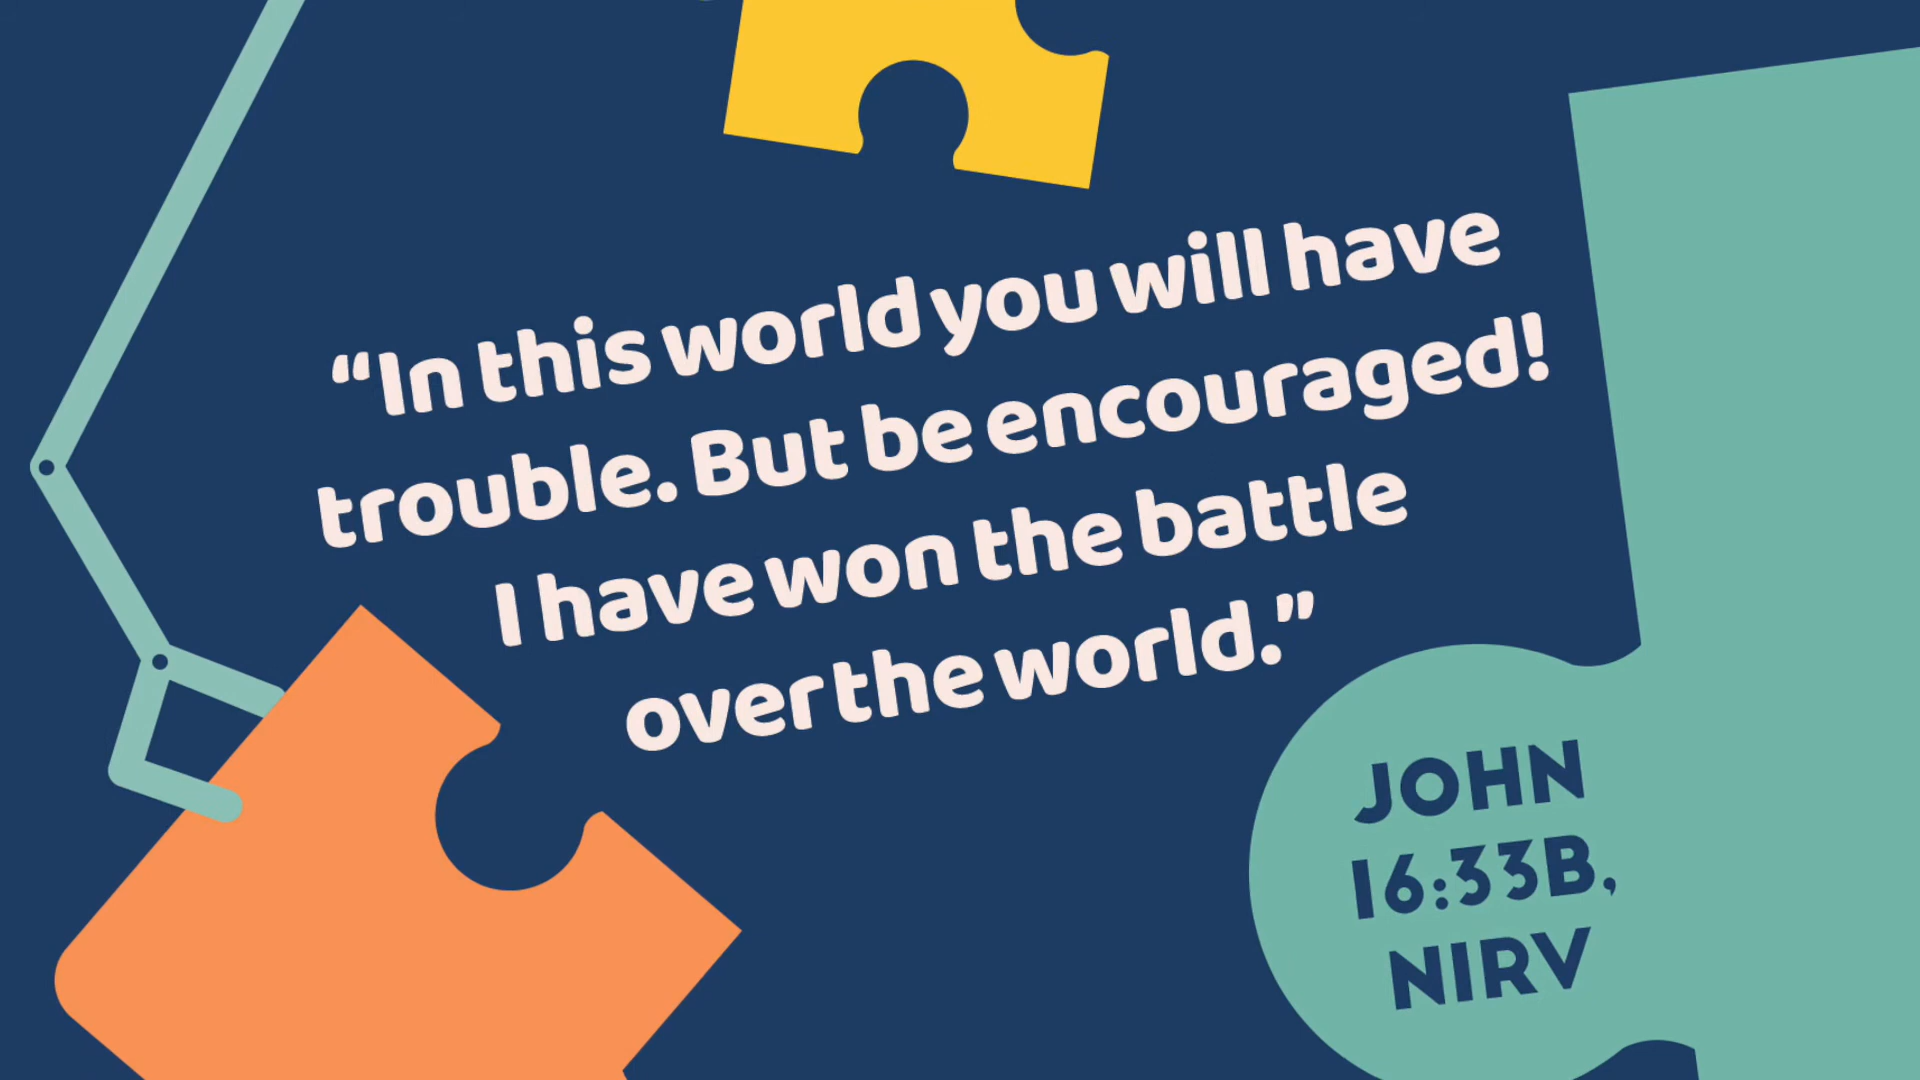 “In this world you will have
trouble. But be encouraged!
I have won the battle
over the world.”
JOHN
16:33B,
NIRV